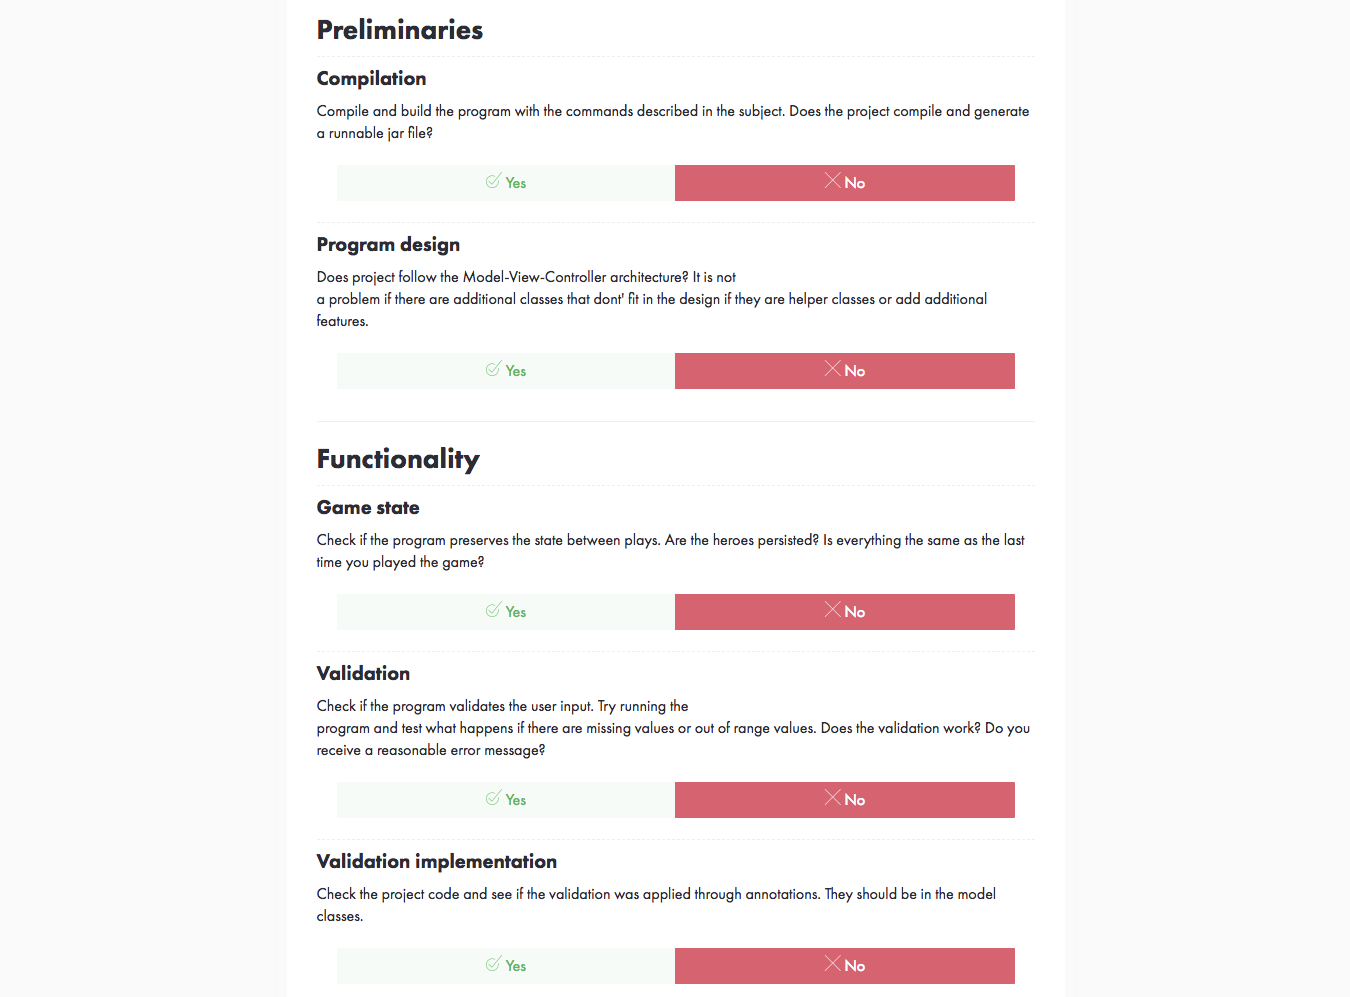 Preliminaries
Compilation
Compile and build the program with the commands described in the subject. Does the project compile and generate
a runnable jar file?
Yes
No
Program design
Does project follow the Model-View-Controller architecture? It is not
a problem if there are additional classes that dont' fit in the design if they are helper classes or add additional
features.
Yes
No
Functionality
Game state
Check if the program preserves the state between plays. Are the heroes persisted? Is everything the same as the last
time you played the game?
Yes
No
Validation
Check if the program validates the user input. Try running the
program and test what happens if there are missing values or out of range values. Does the validation work? Do you
receive a reasonable error message?
Yes
No
Validation implementation
Check the project code and see if the validation was applied through annotations. They should be in the model
classes.
Yes
No